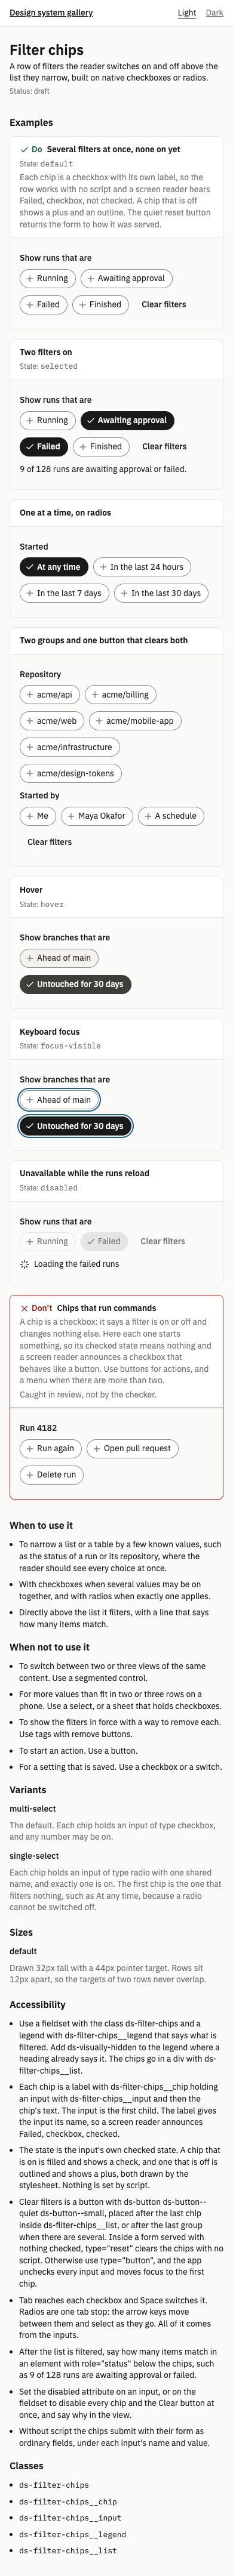 Design system gallery
Light
Dark
Filter chips
A row of filters the reader switches on and off above the
list they narrow, built on native checkboxes or radios.
Status: draft
Examples
Do Several filters at once, none on yet
State: default
Each chip is a checkbox with its own label, so the
row works with no script and a screen reader hears
Failed, checkbox, not checked. A chip that is off
shows a plus and an outline. The quiet reset button
returns the form to how it was served.
Show runs that are
Running
Awaiting approval
Failed
Finished
Clear filters
Two filters on
State: selected
Show runs that are
Running
Awaiting approval
Failed
Finished
Clear filters
9 of 128 runs are awaiting approval or failed.
One at a time, on radios
Started
At any time
In the last 24 hours
In the last 7 days
In the last 30 days
Two groups and one button that clears both
Repository
acme/api
acme/billing
acme/web
acme/mobile-app
acme/infrastructure
acme/design-tokens
Started by
Me
Maya Okafor
A schedule
Clear filters
Hover
State: hover
Show branches that are
Ahead of main
Untouched for 30 days
Keyboard focus
State: focus-visible
Show branches that are
Ahead of main
Untouched for 30 days
Unavailable while the runs reload
State: disabled
Show runs that are
Running
Failed
Clear filters
Loading the failed runs
Don't Chips that run commands
A chip is a checkbox: it says a filter is on or off and
changes nothing else. Here each one starts
something, so its checked state means nothing and
a screen reader announces a checkbox that
behaves like a button. Use buttons for actions, and
a menu when there are more than two.
Caught in review, not by the checker.
Run 4182
Run again
Open pull request
Delete run
When to use it
To narrow a list or a table by a few known values, such
as the status of a run or its repository, where the
reader should see every choice at once.
With checkboxes when several values may be on
together, and with radios when exactly one applies.
Directly above the list it filters, with a line that says
how many items match.
When not to use it
To switch between two or three views of the same
content. Use a segmented control.
For more values than fit in two or three rows on a
phone. Use a select, or a sheet that holds checkboxes.
To show the filters in force with a way to remove each.
Use tags with remove buttons.
To start an action. Use a button.
For a setting that is saved. Use a checkbox or a switch.
Variants
multi-select
The default. Each chip holds an input of type checkbox,
and any number may be on.
single-select
Each chip holds an input of type radio with one shared
name, and exactly one is on. The first chip is the one that
filters nothing, such as At any time, because a radio
cannot be switched off.
Sizes
default
Drawn 32px tall with a 44px pointer target. Rows sit
12px apart, so the targets of two rows never overlap.
Accessibility
Use a fieldset with the class ds-filter-chips and a
legend with ds-filter-chips__legend that says what is
filtered. Add ds-visually-hidden to the legend where a
heading already says it. The chips go in a div with ds-
filter-chips__list.
Each chip is a label with ds-filter-chips__chip holding
an input with ds-filter-chips__input and then the
chip's text. The input is the first child. The label gives
the input its name, so a screen reader announces
Failed, checkbox, checked.
The state is the input's own checked state. A chip that
is on is filled and shows a check, and one that is off is
outlined and shows a plus, both drawn by the
stylesheet. Nothing is set by script.
Clear filters is a button with ds-button ds-button--
quiet ds-button--small, placed after the last chip
inside ds-filter-chips__list, or after the last group
when there are several. Inside a form served with
nothing checked, type="reset" clears the chips with no
script. Otherwise use type="button", and the app
unchecks every input and moves focus to the first
chip.
Tab reaches each checkbox and Space switches it.
Radios are one tab stop: the arrow keys move
between them and select as they go. All of it comes
from the inputs.
After the list is filtered, say how many items match in
an element with role="status" below the chips, such
as 9 of 128 runs are awaiting approval or failed.
Set the disabled attribute on an input, or on the
fieldset to disable every chip and the Clear button at
once, and say why in the view.
Without script the chips submit with their form as
ordinary fields, under each input's name and value.
Classes
ds-filter-chips
ds-filter-chips__chip
ds-filter-chips__input
ds-filter-chips__legend
ds-filter-chips__list